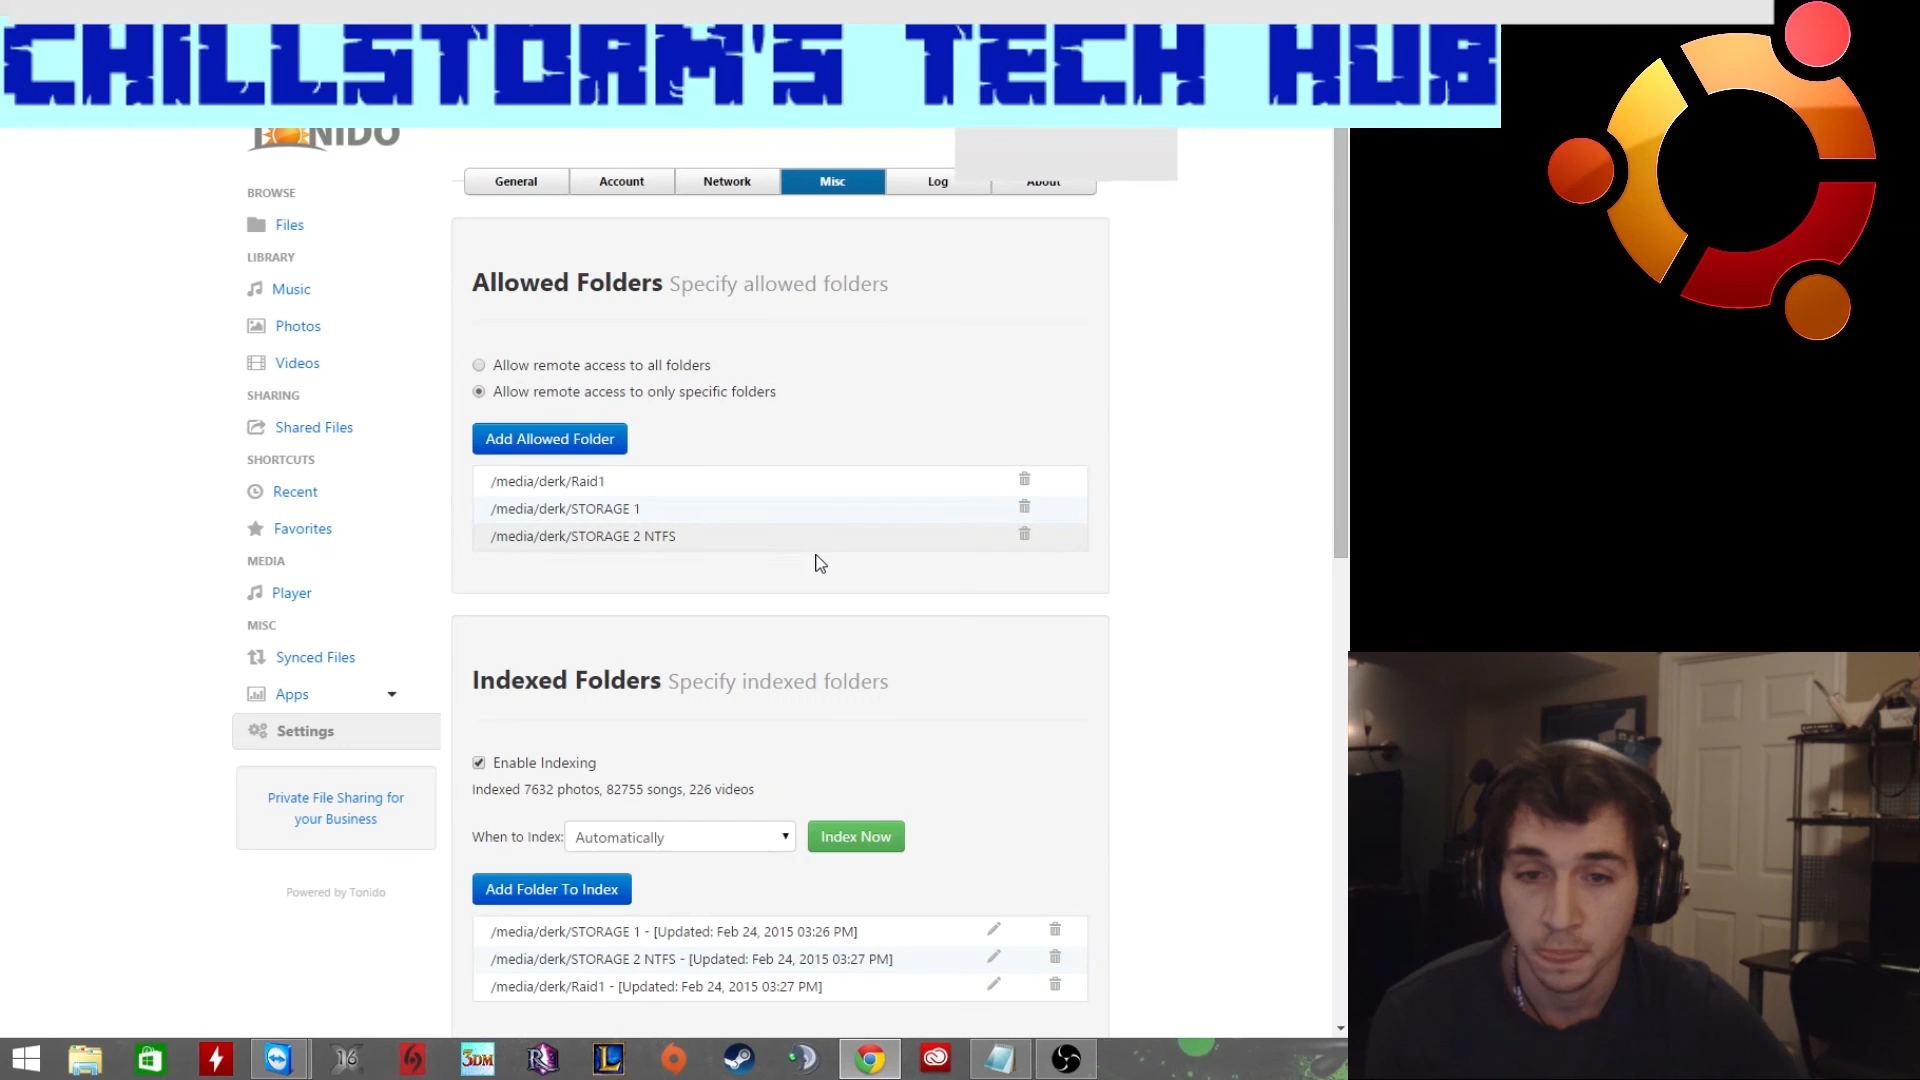 CHILLSTORM'S TECH HUB
TONIDO
General Account Network Misc Log About
BROWSE
Files
LIBRARY
Music
Photos
Videos
SHARING
Shared Files
SHORTCUTS
Recent
Favorites
MEDIA
Player
MISC
Synced Files
Apps
Settings
Private File Sharing for
your Business
Powered by Tonido
Allowed Folders Specify allowed folders
Allow remote access to all folders
Allow remote access to only specific folders
Add Allowed Folder
/media/derk/Raid1
/media/derk/STORAGE 1
/media/derk/STORAGE 2 NTFS
Indexed Folders Specify indexed folders
Enable Indexing
Indexed 7632 photos, 82755 songs, 226 videos
When to Index: Automatically Index Now
Add Folder To Index
/media/derk/STORAGE 1 - [Updated: Feb 24, 2015 03:26 PM]
/media/derk/STORAGE 2 NTFS - [Updated: Feb 24, 2015 03:27 PM]
/media/derk/Raid1 - [Updated: Feb 24, 2015 03:27 PM]
3DM